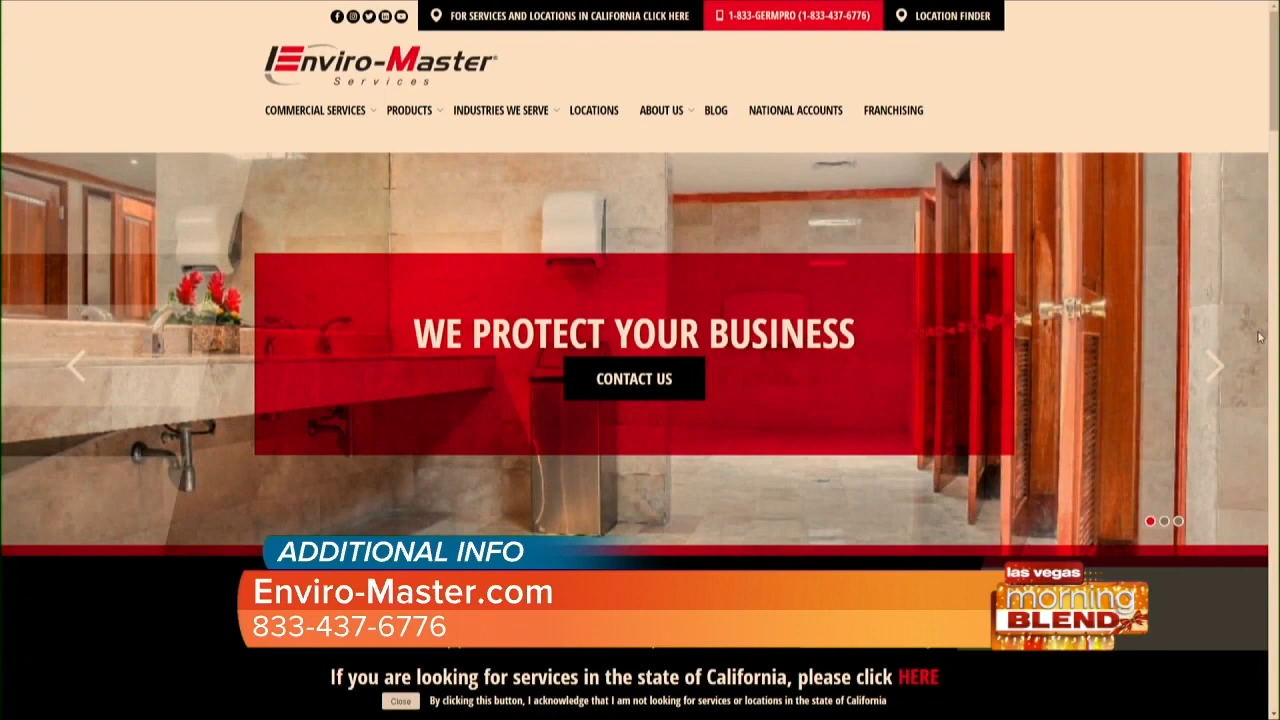 FOR SERVICES AND LOCATIONS IN CALIFORNIA CLICK HERE
1-833-GERMPRO (1-833-437-6776)
LOCATION FINDER
Enviro-Master
Services
COMMERCIAL SERVICES PRODUCTS INDUSTRIES WE SERVE LOCATIONS ABOUT US BLOG NATIONAL ACCOUNTS FRANCHISING
WE PROTECT YOUR BUSINESS
CONTACT US
ADDITIONAL INFO
Enviro-Master.com
833-437-6776
las vegas
morning
BLEND
If you are looking for services in the state of California, please click HERE
Close By clicking this button, I acknowledge that I am not looking for services or locations in the state of California